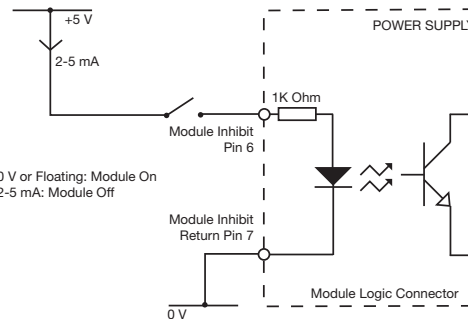 +5 V
POWER SUPPLY
2-5 mA
1K Ohm
Module Inhibit
Pin 6
0 V or Floating: Module On
2-5 mA: Module Off
Module Inhibit
Return Pin 7
Module Logic Connector
0 V